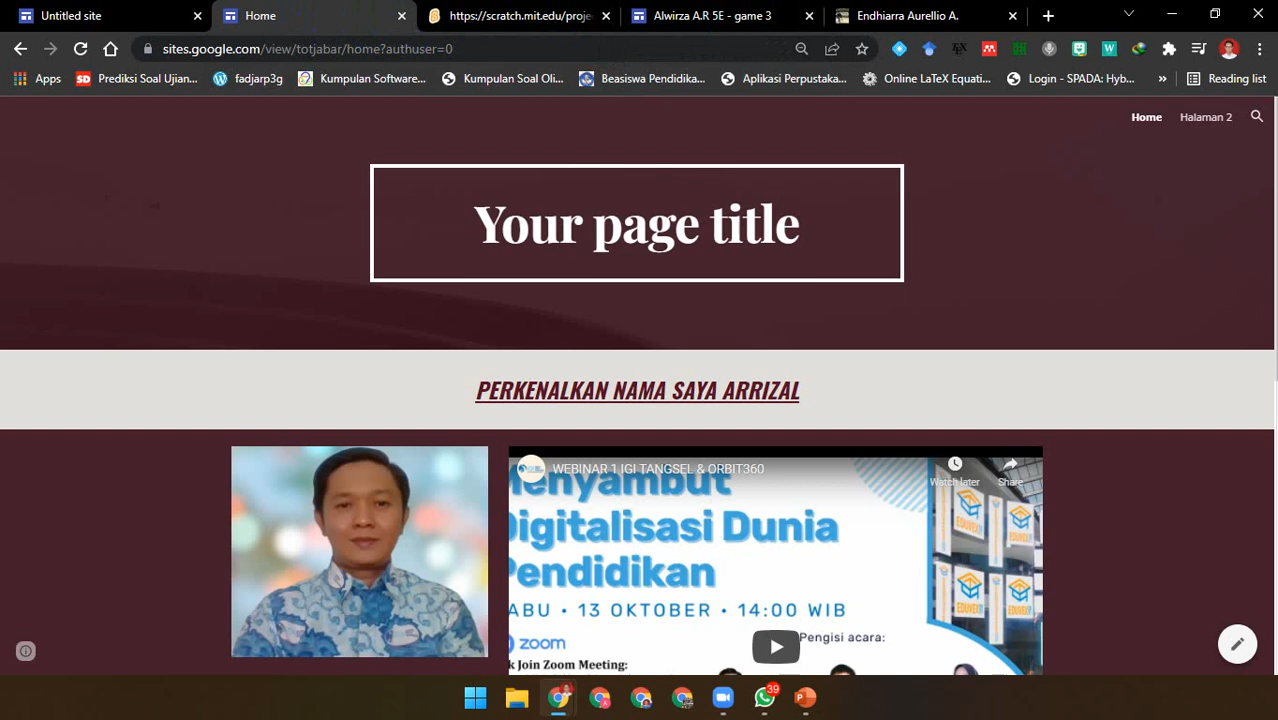 Untitled site
Home
https://scratch.mit.edu/proje
Alwirza A.R 5E - game 3
Endhiarra Aurellio A.
sites.google.com/view/totjabar/home?authuser=0
Apps
Prediksi Soal Ujian...
fadjarp3g
Kumpulan Software...
Kumpulan Soal Oli...
Beasiswa Pendidika...
Aplikasi Perpustaka...
Online LaTeX Equati...
Login - SPADA: Hyb...
»
Reading list
Home
Halaman 2
Your page title
PERKENALKAN NAMA SAYA ARRIZAL
WEBINAR 1 IGI TANGSEL & ORBIT360
Watch later
Share
Menyambut
Digitalisasi Dunia
Pendidikan
ABU • 13 OKTOBER • 14:00 WIB
zoom
Pengisi acara:
k Join Zoom Meeting:
EDUVEX
39